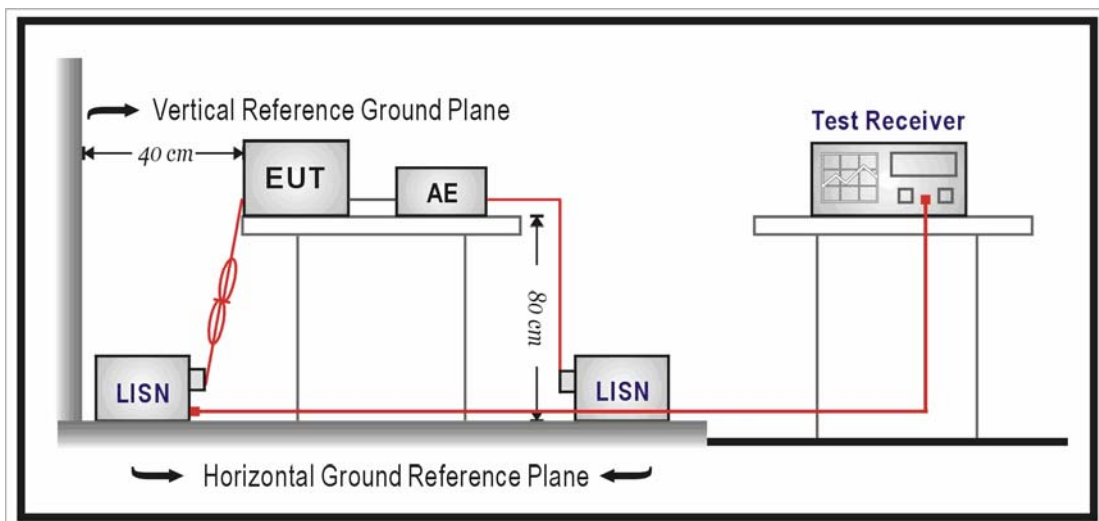 Vertical Reference Ground Plane
40 cm
EUT
AE
Test Receiver
80 cm
LISN
LISN
Horizontal Ground Reference Plane